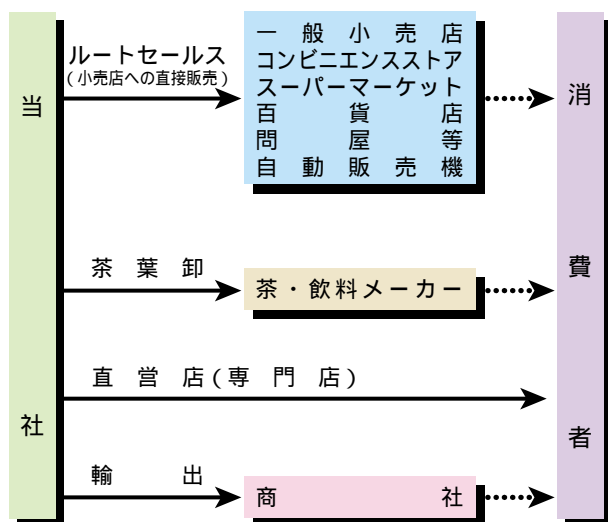 当社
ルートセールス
(小売店への直接販売)
一般小売店
コンビニエンスストア
スーパーマーケット
百貨店
問屋等
自動販売機
茶葉卸
茶・飲料メーカー
直営店(専門店)
輸出
商社
消費者